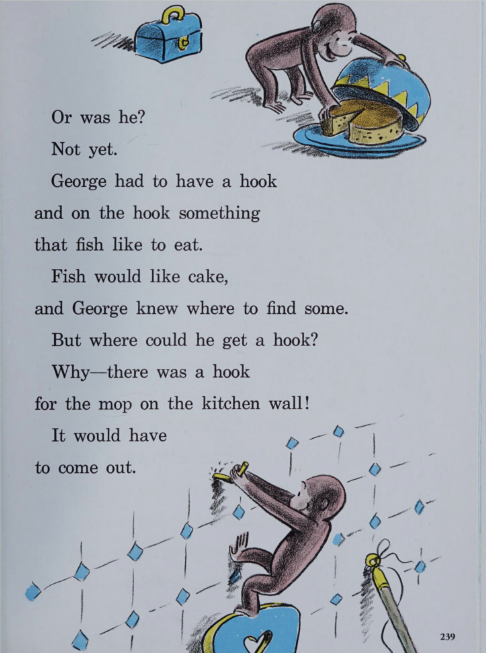 Or was he?
Not yet.
George had to have a hook
and on the hook something
that fish like to eat.
Fish would like cake,
and George knew where to find some.
But where could he get a hook?
Why—there was a hook
for the mop on the kitchen wall!
It would have
to come out.
239